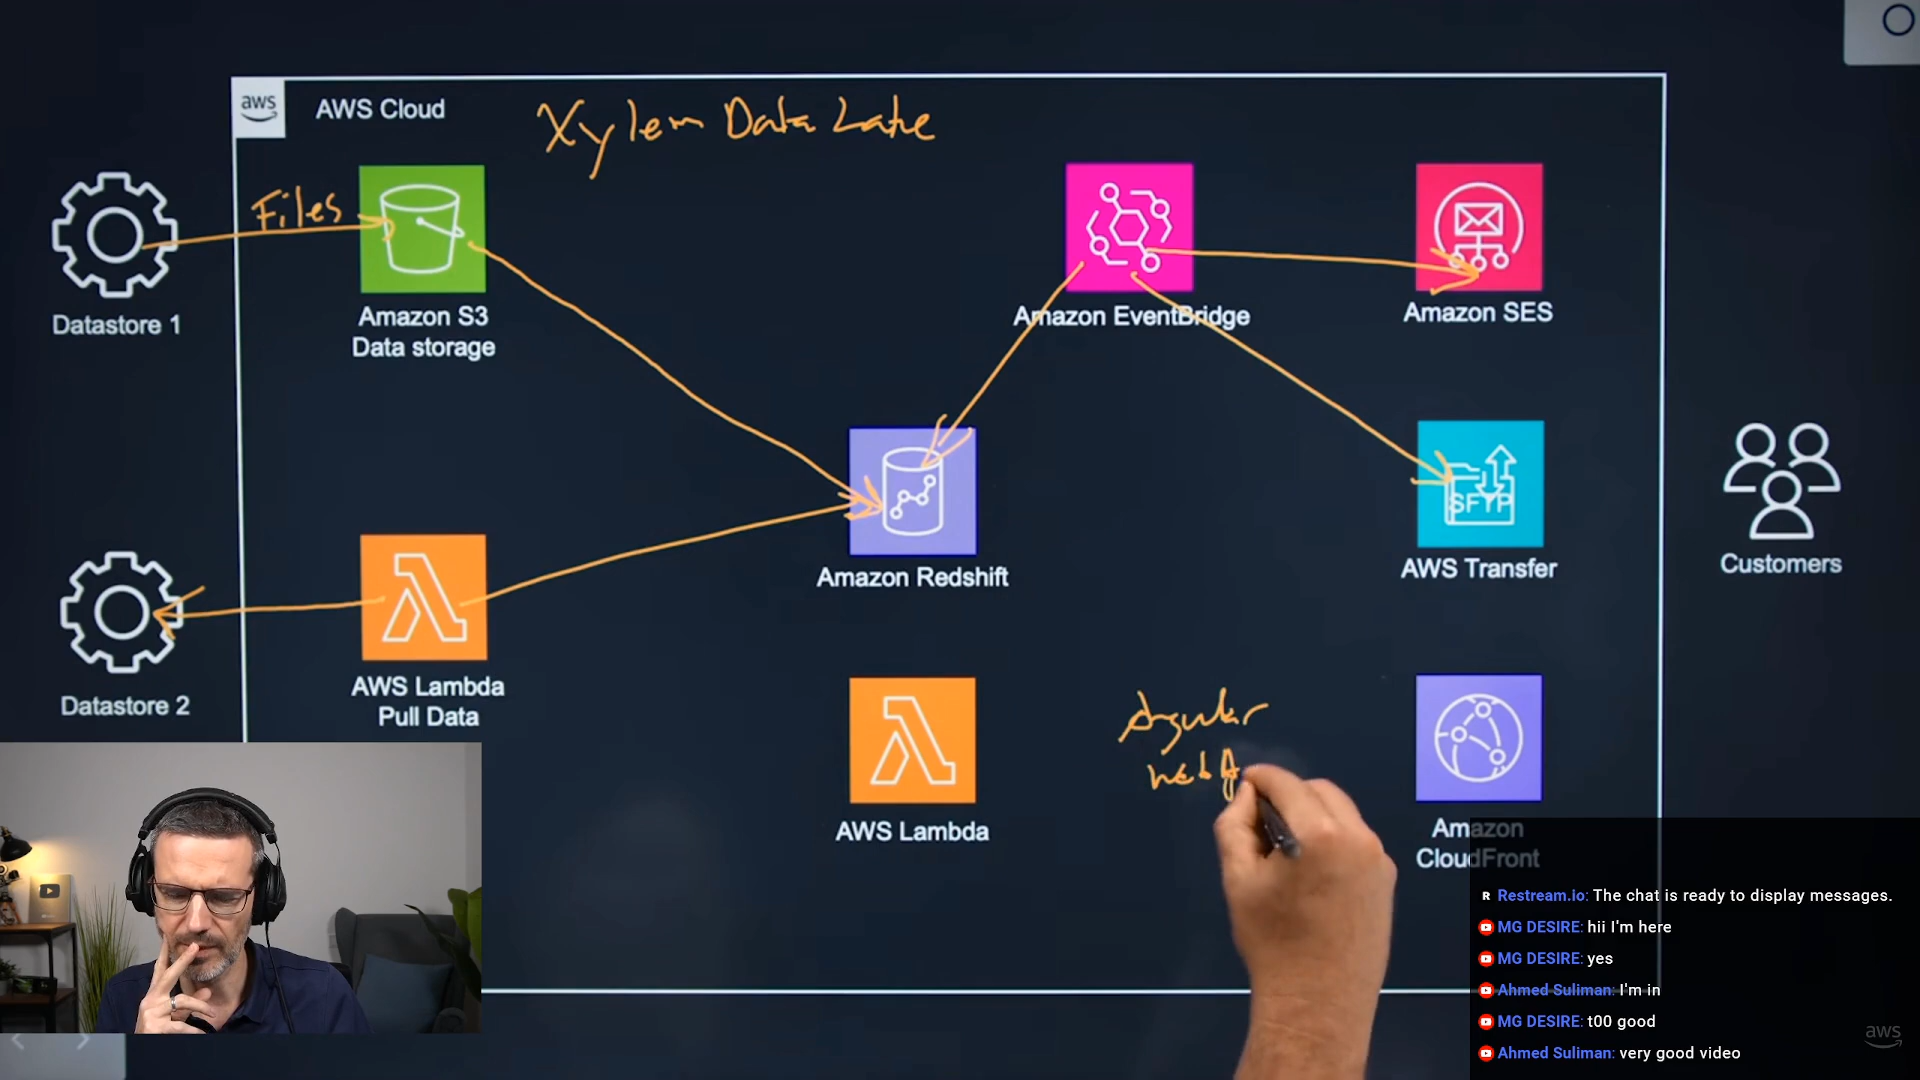 aws
AWS Cloud
Xylem Data Lake
Files
Datastore 1
Amazon S3
Data storage
Amazon EventBridge
Amazon SES
Amazon Redshift
SFTP
AWS Transfer
Customers
Datastore 2
AWS Lambda
Pull Data
AWS Lambda
Angular
web A
Amazon
CloudFront
R Restream.io: The chat is ready to display messages.
MG DESIRE: hii I'm here
MG DESIRE: yes
Ahmed Suliman: I'm in
MG DESIRE: t00 good
Ahmed Suliman: very good video
aws